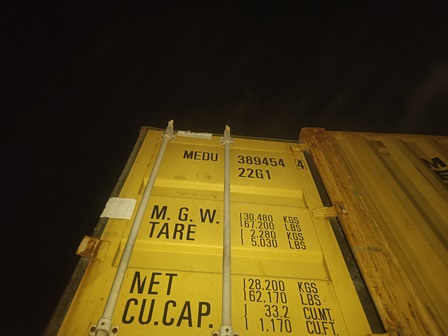 MEDU 389454 4
22G1
M.G.W. 30.480 KGS
67.200 LBS
TARE 2.280 KGS
5.030 LBS
NET 28.200 KGS
62.170 LBS
CU.CAP. 33.2 CU.MT.
1.170 CU.FT.